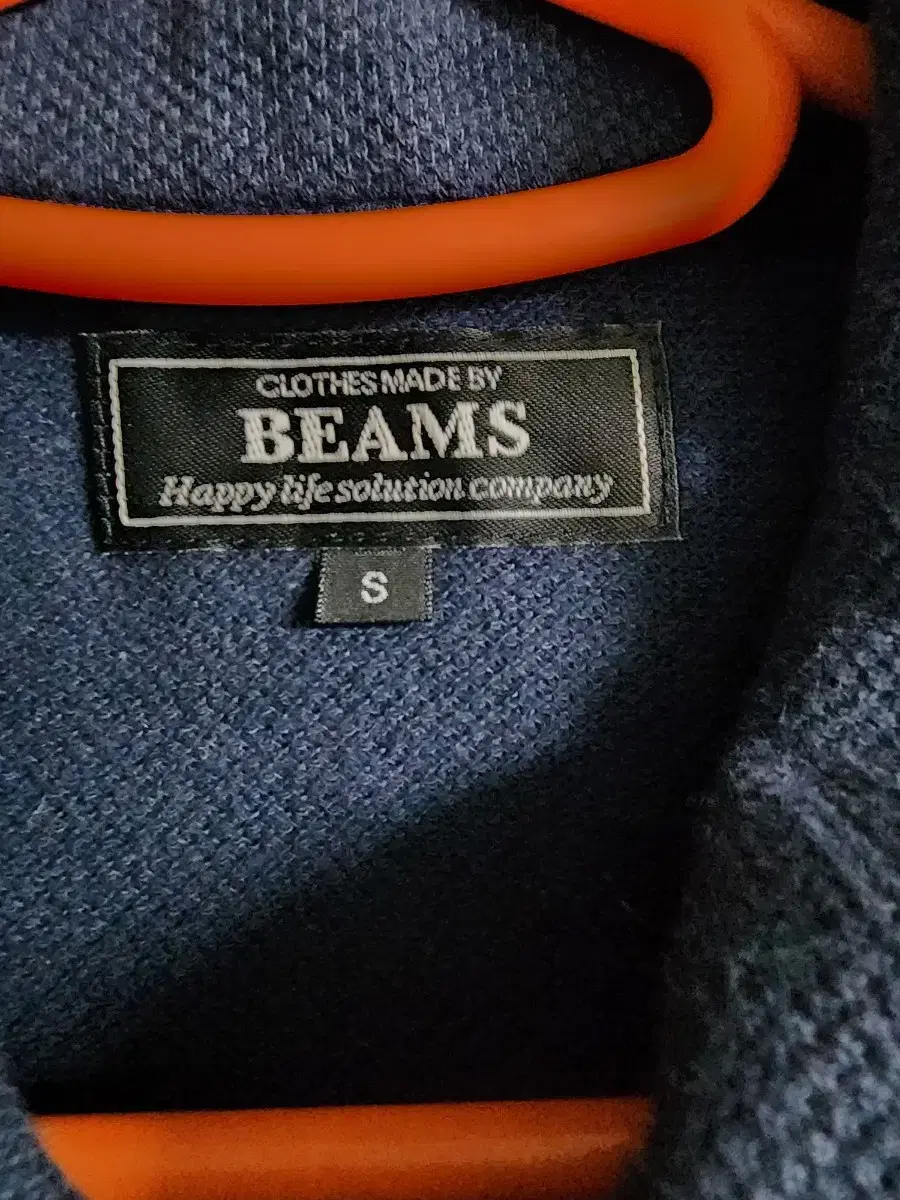 CLOTHES MADE BY
BEAMS
Happy life solution company
S